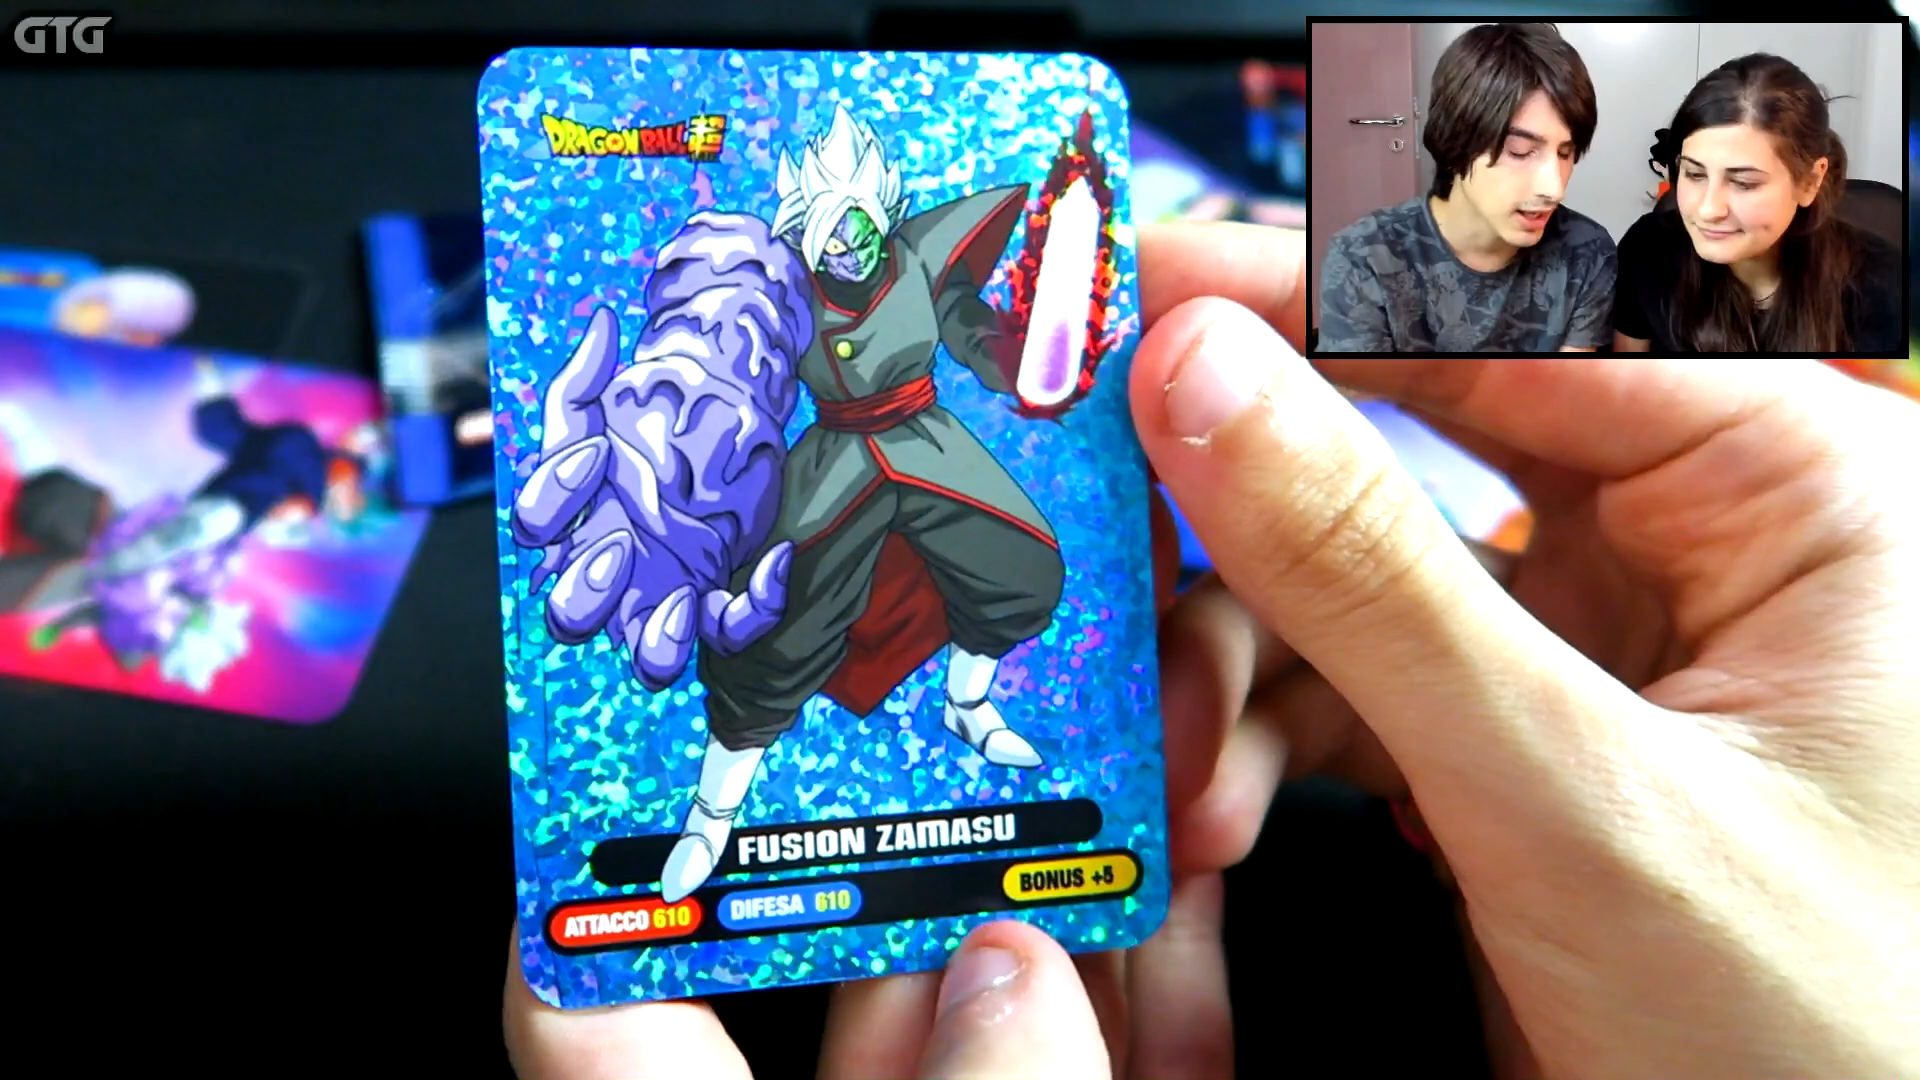 GTG
DRAGON BALL 超
FUSION ZAMASU
ATTACCO 610
DIFESA 610
BONUS +5